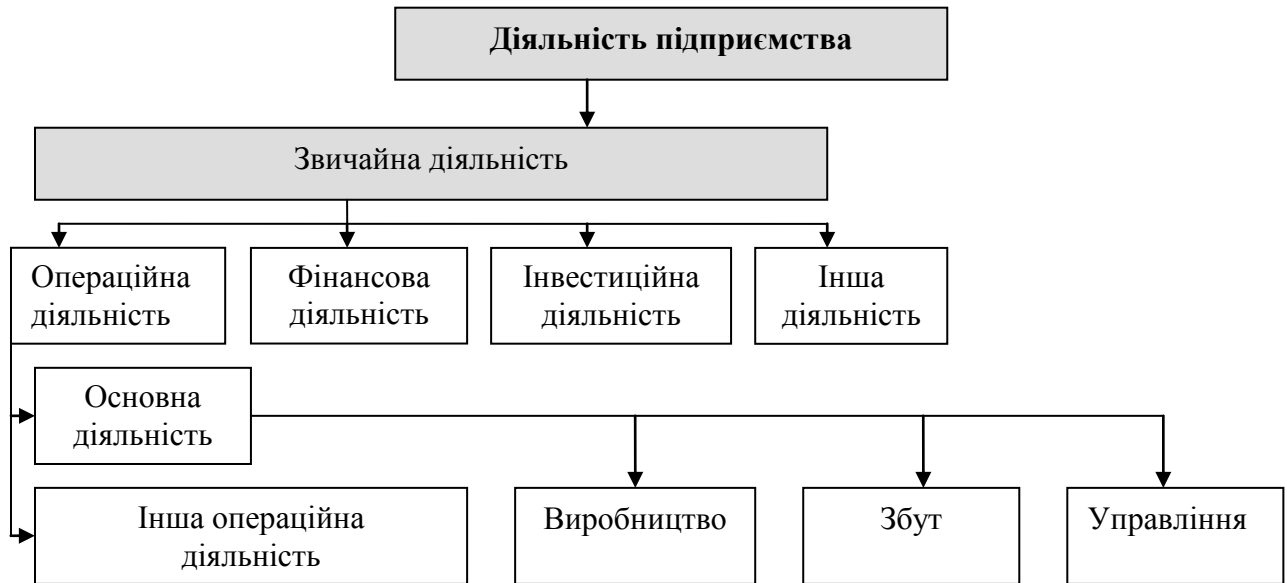 Діяльність підприємства
Звичайна діяльність
Операційна
діяльність
Фінансова
діяльність
Інвестиційна
діяльність
Інша
діяльність
Основна
діяльність
Інша операційна
діяльність
Виробництво
Збут
Управління